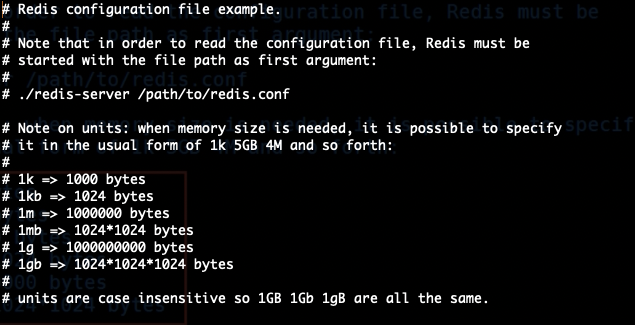 # Redis configuration file example.
#
# Note that in order to read the configuration file, Redis must be
# started with the file path as first argument:
#
# ./redis-server /path/to/redis.conf

# Note on units: when memory size is needed, it is possible to specify
# it in the usual form of 1k 5GB 4M and so forth:
#
# 1k => 1000 bytes
# 1kb => 1024 bytes
# 1m => 1000000 bytes
# 1mb => 1024*1024 bytes
# 1g => 1000000000 bytes
# 1gb => 1024*1024*1024 bytes
#
# units are case insensitive so 1GB 1Gb 1gB are all the same.